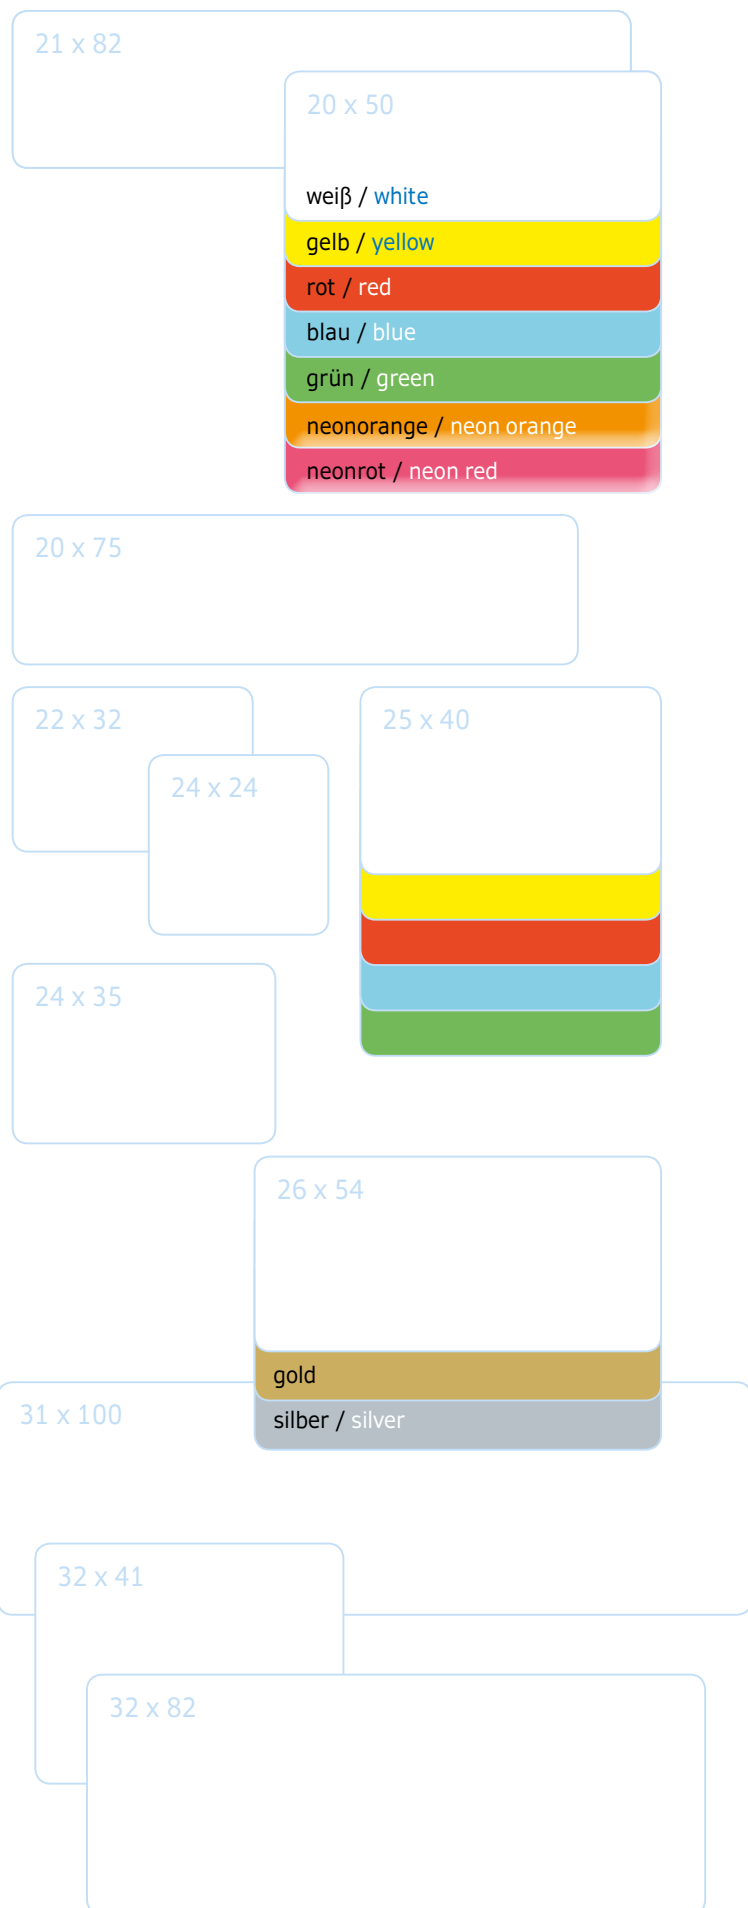 21 x 82
20 x 50
weiß / white
gelb / yellow
rot / red
blau / blue
grün / green
neonorange / neon orange
neonrot / neon red
20 x 75
22 x 32
25 x 40
24 x 24
24 x 35
26 x 54
gold
31 x 100
silber / silver
32 x 41
32 x 82